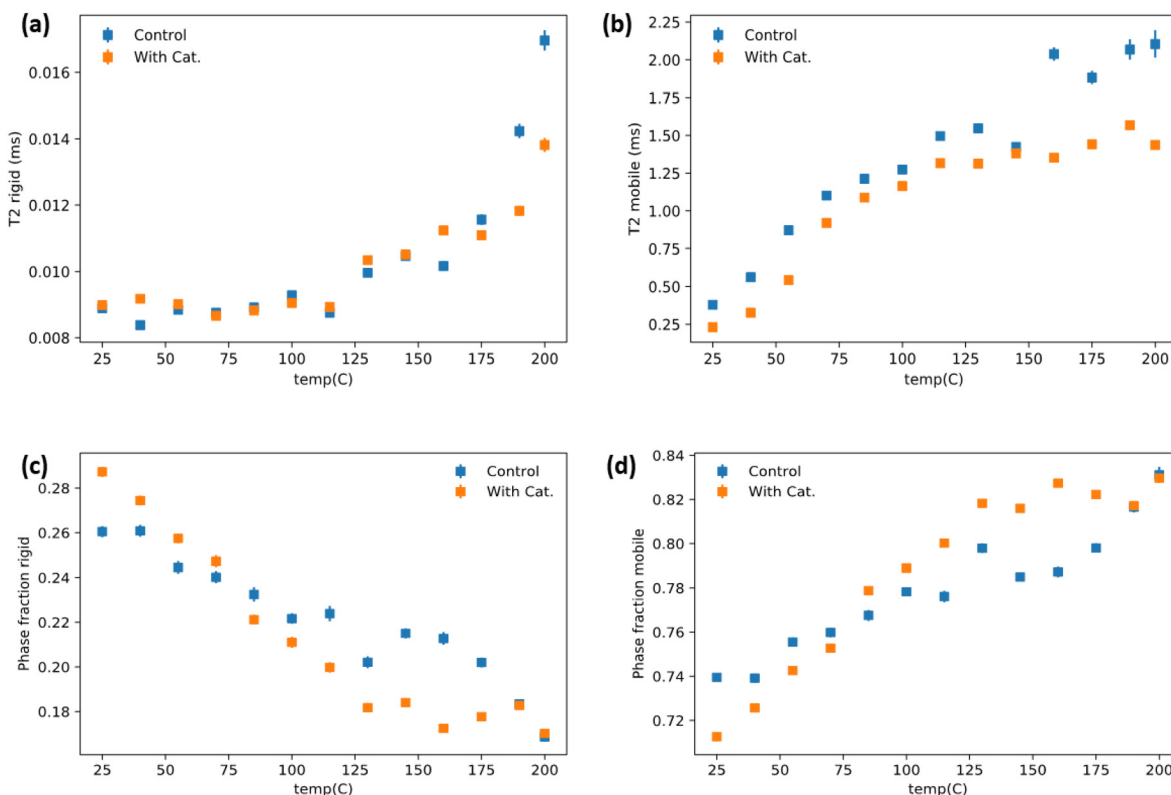 (a)
Control
With Cat.
T2 rigid (ms)
0.016
0.014
0.012
0.010
0.008
25 50 75 100 125 150 175 200
temp(C)
(b)
Control
With Cat.
T2 mobile (ms)
2.25
2.00
1.75
1.50
1.25
1.00
0.75
0.50
0.25
25 50 75 100 125 150 175 200
temp(C)
(c)
Control
With Cat.
Phase fraction rigid
0.28
0.26
0.24
0.22
0.20
0.18
25 50 75 100 125 150 175 200
temp(C)
(d)
Control
With Cat.
Phase fraction mobile
0.84
0.82
0.80
0.78
0.76
0.74
0.72
25 50 75 100 125 150 175 200
temp(C)